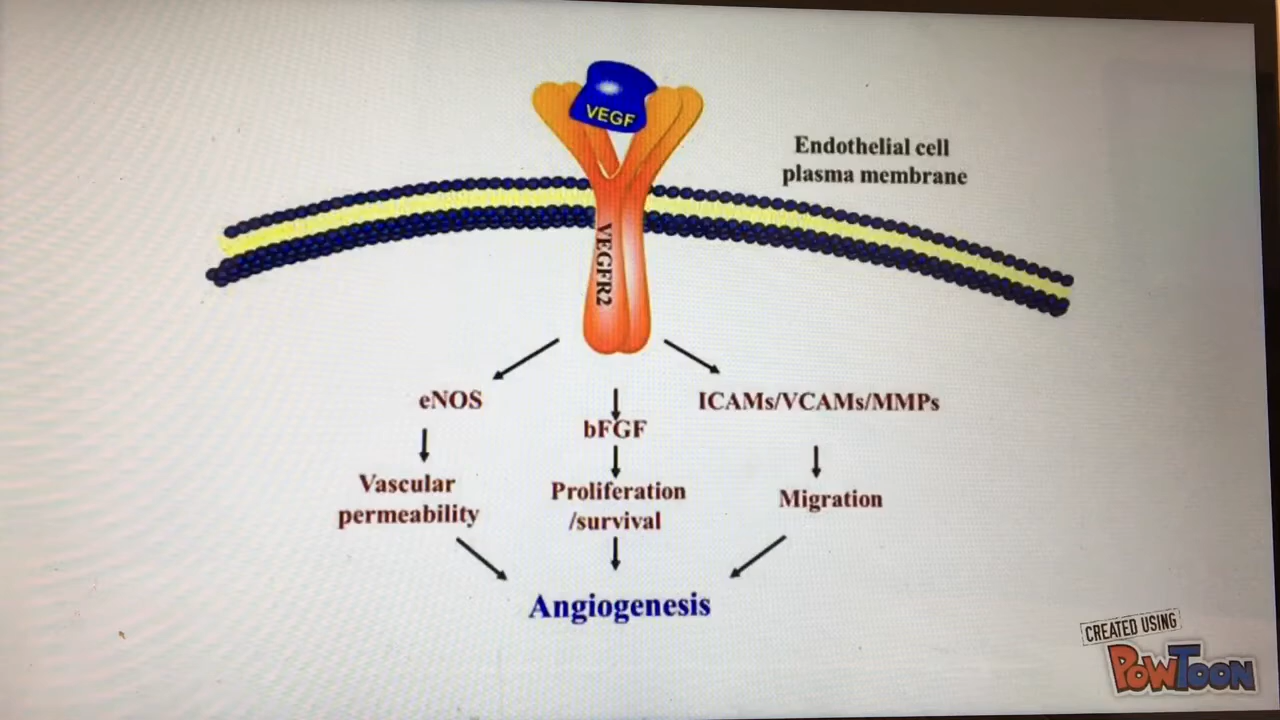 VEGF
Endothelial cell
plasma membrane
VEGFR2
eNOS
bFGF
ICAMs/VCAMs/MMPs
Vascular
permeability
Proliferation
/survival
Migration
Angiogenesis
CREATED USING
POWTOON